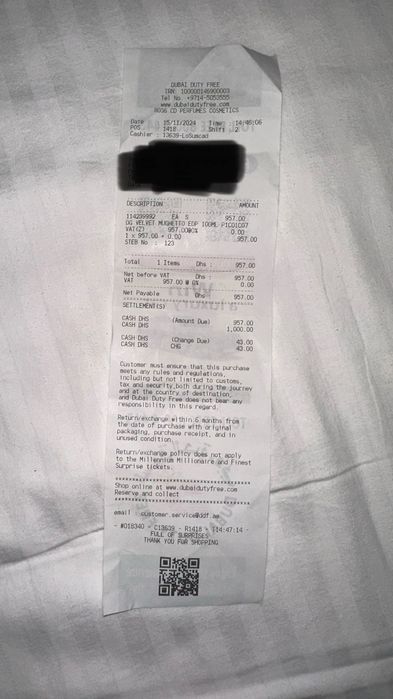 DUBAI DUTY FREE
TRN: 100000146900003
Tel No. +9714-5053555
www.dubaidutyfree.com
8036 CD PERFUMES COSMETICS
Date : 15/11/2024 Time : 14:46:06
POS : 1418 Shift : 2
Cashier : 13639-LoSumcad
DESCRIPTION AMOUNT
114209992 EA S 957.00
DG VELVET MUGHETTO EDP 100ML P1C01C07
VAT(Z) 957.00@0% 0.00
1 x 957.00 + 0.00 957.00
STEB No : 123
Total 1 Items Dhs : 957.00
Net before VAT Dhs : 957.00
VAT 957.00 @ 0% 0.00
Net Payable Dhs : 957.00
SETTLEMENT(S)
CASH DHS (Amount Due) 957.00
CASH DHS 1,000.00
CASH DHS (Change Due) 43.00
CASH DHS CHG 43.00
Customer must ensure that this purchase
meets any rules and regulations,
including but not limited to customs,
tax and security,both during the journey
and at the country of destination,
and Dubai Duty Free does not bear any
responsibility in this regard.
Return/exchange within 6 months from
the date of purchase with original
packaging, purchase receipt, and in
unused condition.
Return/exchange policy does not apply
to the Millennium Millionaire and Finest
Surprise tickets.
Shop online at www.dubaidutyfree.com
Reserve and collect
email : customer.service@ddf.ae
- #018340 - C13639 - R1418 - T14:47:14 -
FULL OF SURPRISES
THANK YOU FOR SHOPPING